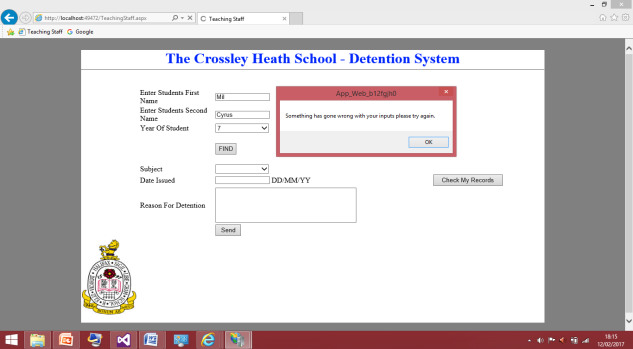 http://localhost:49472/TeachingStaff.aspx
Teaching Staff
Teaching Staff
Google
The Crossley Heath School - Detention System
Enter Students First
Name
Mil
Enter Students Second
Name
Cyrus
Year Of Student
7
FIND
App_Web_b12fgjh0
Something has gone wrong with your inputs please try again.
OK
Subject
Date Issued
DD/MM/YY
Check My Records
Reason For Detention
Send
18:15
12/02/2017